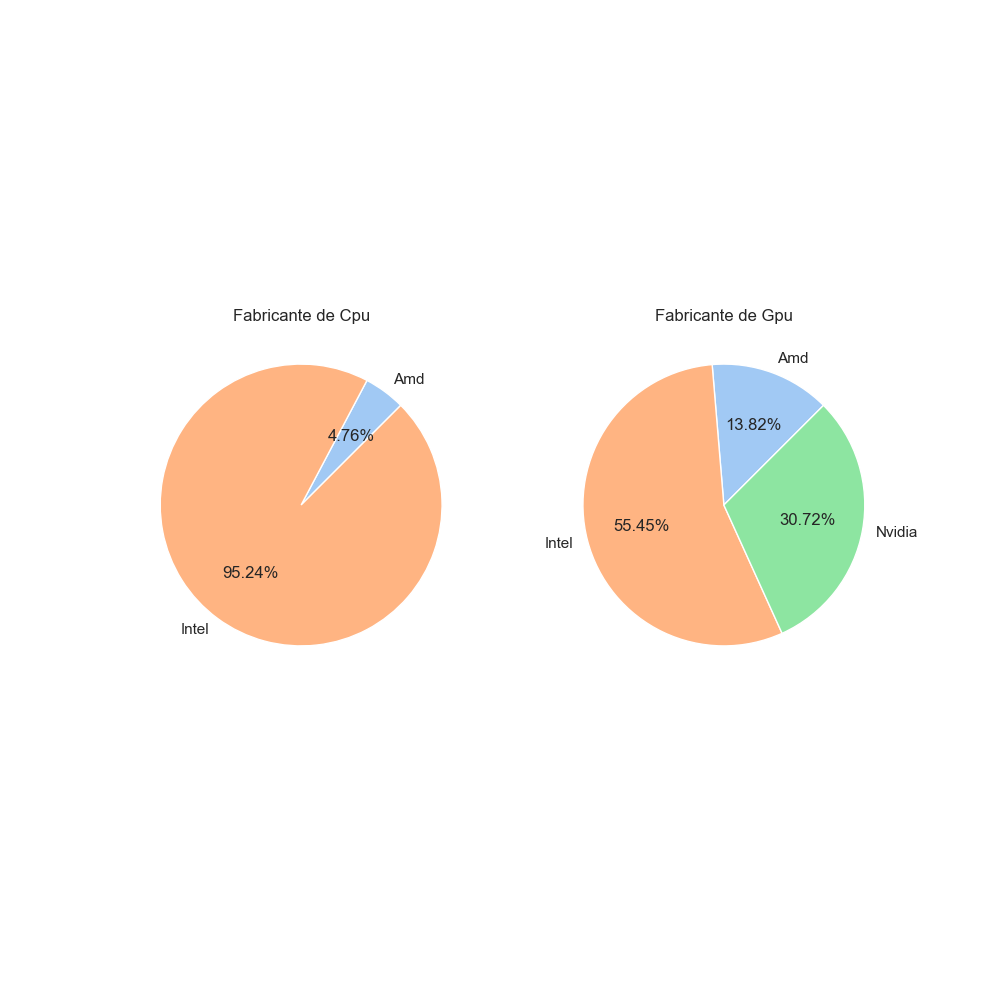 Fabricante de Cpu
Amd
4.76%
95.24%
Intel
Fabricante de Gpu
Amd
13.82%
55.45%
30.72%
Intel
Nvidia